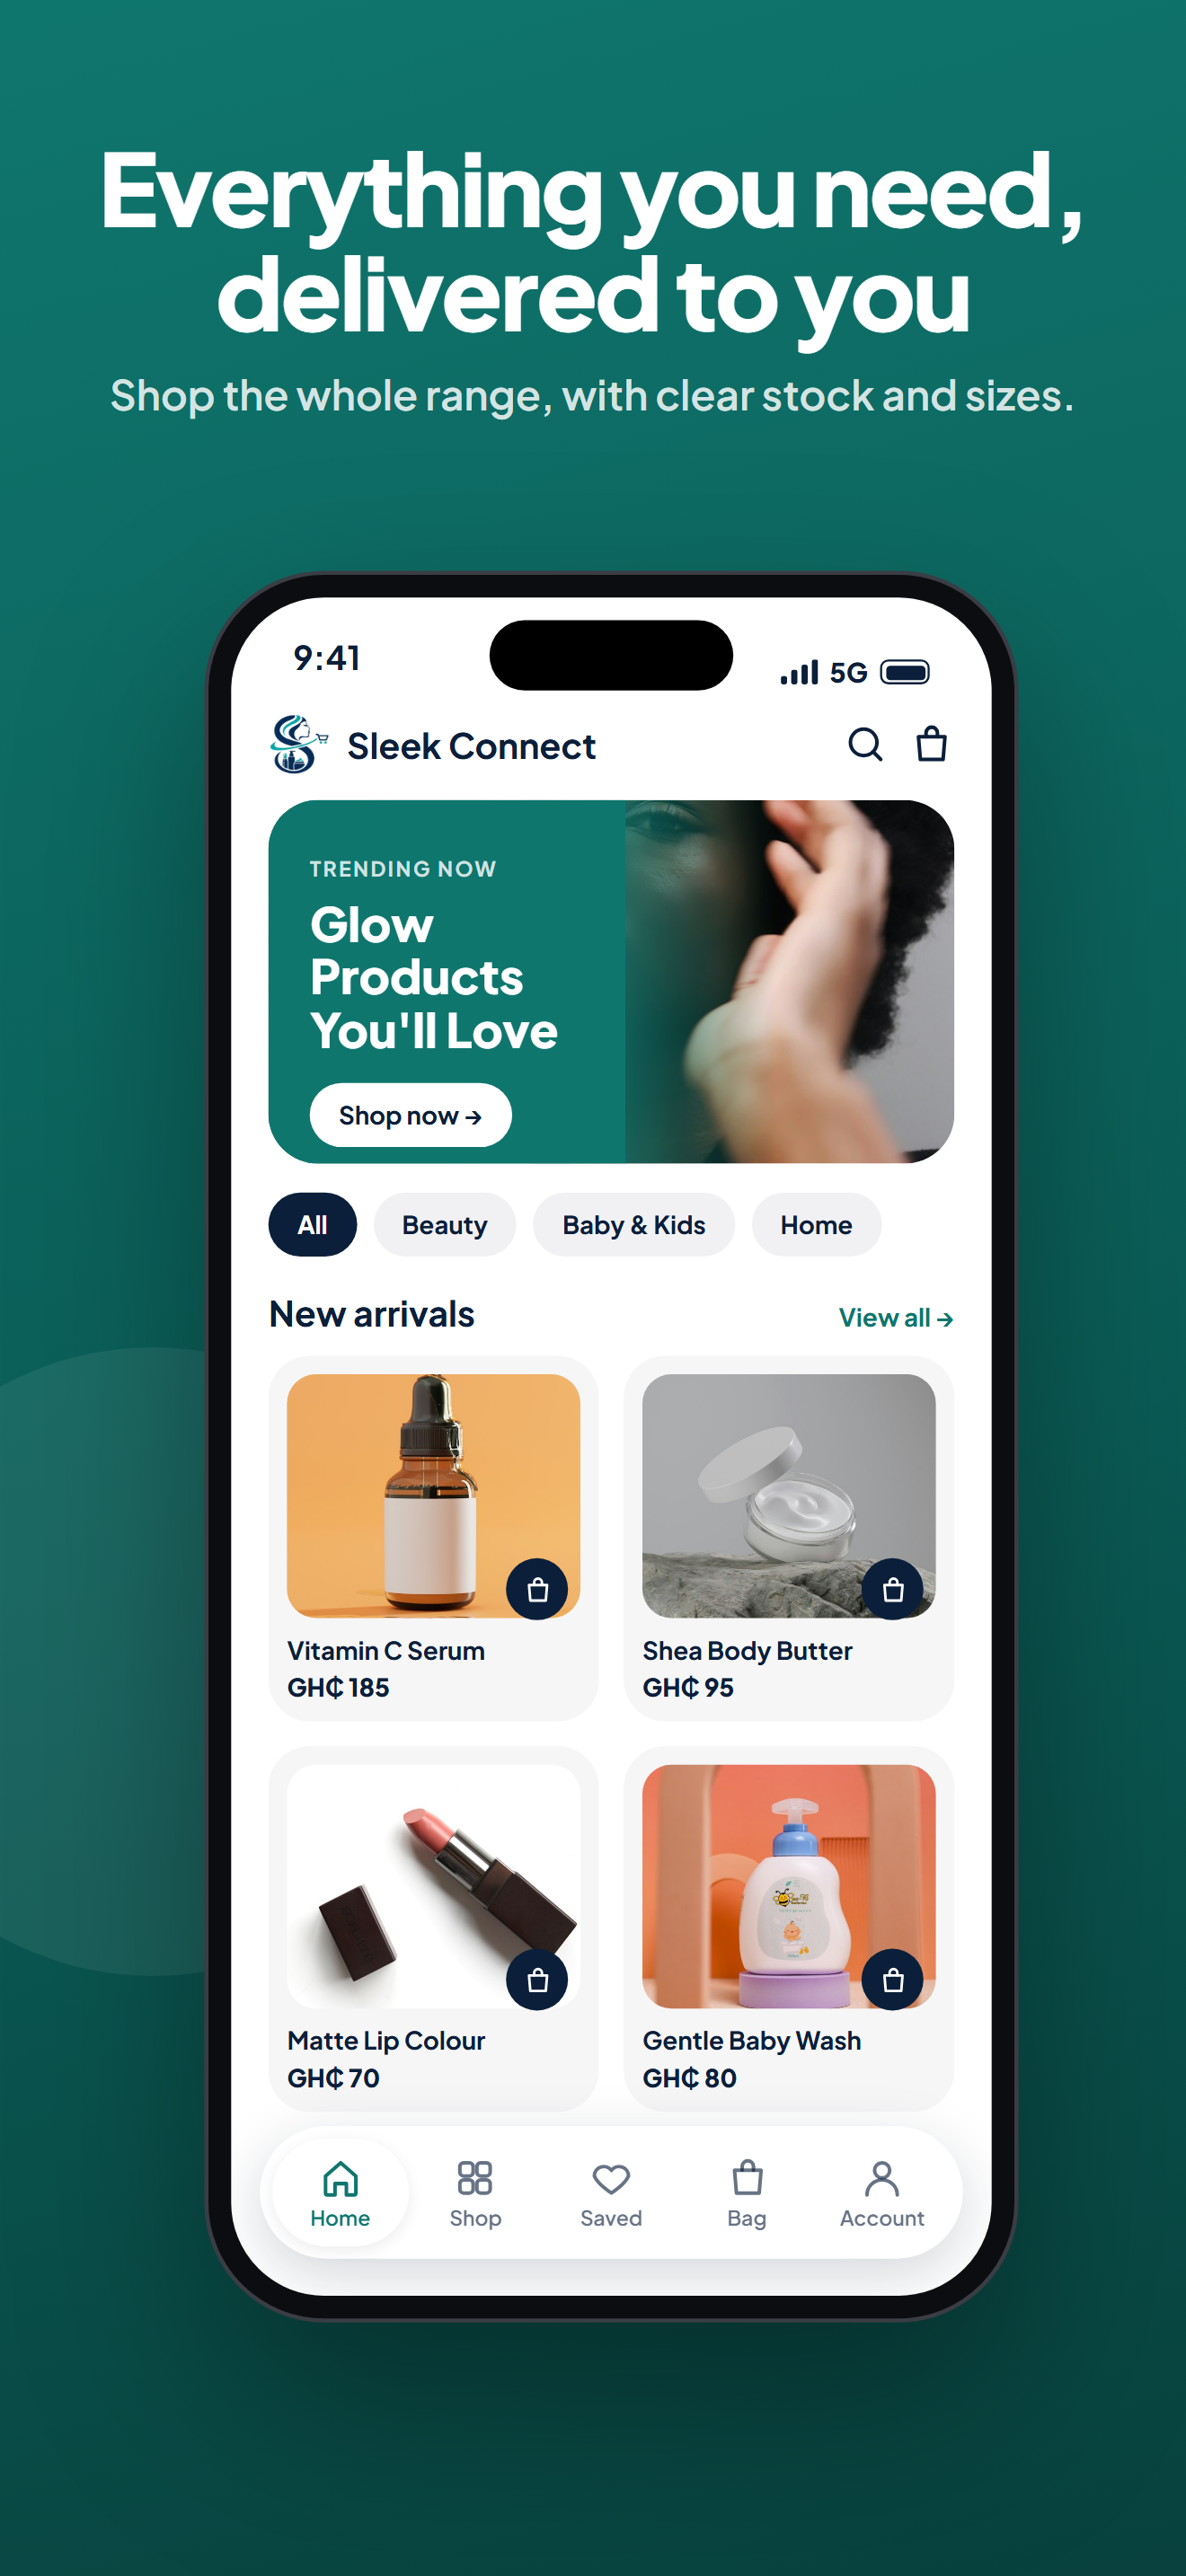 Everything you need,
delivered to you
Shop the whole range, with clear stock and sizes.
9:41
5G
Sleek Connect
TRENDING NOW
Glow
Products
You'll Love
Shop now →
All
Beauty
Baby & Kids
Home
New arrivals
View all →
Vitamin C Serum
GH₵ 185
Shea Body Butter
GH₵ 95
Matte Lip Colour
GH₵ 70
Gentle Baby Wash
GH₵ 80
Home
Shop
Saved
Bag
Account